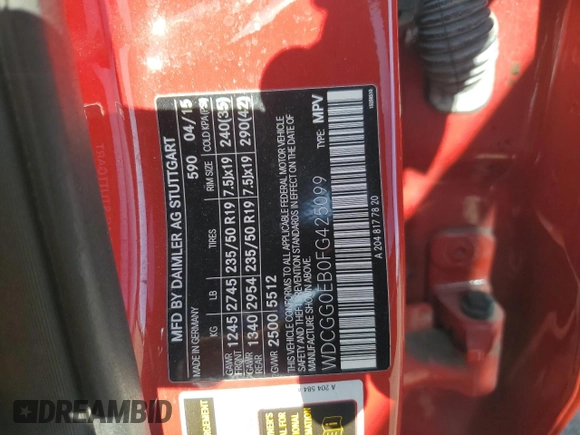 MFD BY DAIMLER AG STUTTGART
MADE IN GERMANY 590 04/15
KG LB TIRES RIM SIZE COLD KPA (PSI)
GAWR FRONT 1245 2745 235/50 R19 7.5Jx19 240(35)
GAWR REAR 1340 2954 235/50 R19 7.5Jx19 290(42)
GVWR 2500 5512
THIS VEHICLE CONFORMS TO ALL APPLICABLE FEDERAL MOTOR VEHICLE
SAFETY AND THEFT PREVENTION STANDARDS IN EFFECT ON THE DATE OF
MANUFACTURE SHOWN ABOVE.
WDCGG0EB0FG425099 TYPE: MPV
A 204 817 78 20
A 204 584
DREAMBID